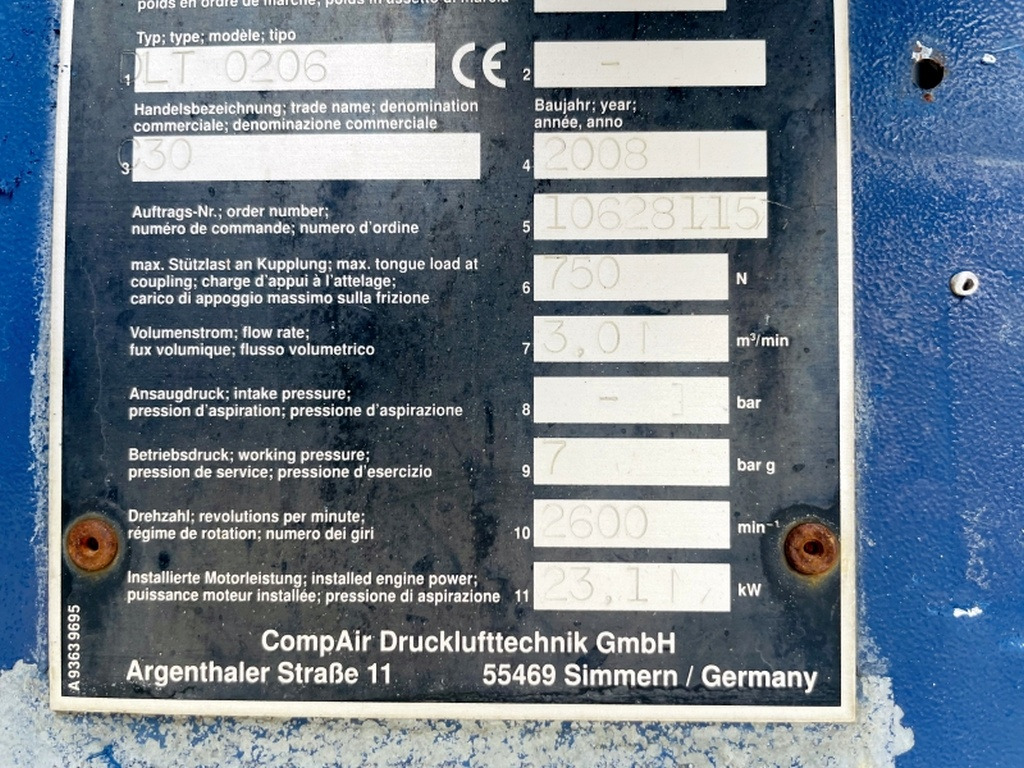 poids en ordre de marche; polds in assetto di marcia
Typ; type; modèle; tipo
1 DLT 0206 CE 2 -
Handelsbezeichnung; trade name; denomination
commerciale; denominazione commerciale
3 C30
Baujahr; year;
année, anno
4 2008
Auftrags-Nr.; order number;
numéro de commande; numero d'ordine
5 10628115
max. Stützlast an Kupplung; max. tongue load at
coupling; charge d'appui à l'attelage;
carico di appoggio massimo sulla frizione
6 750 N
Volumenstrom; flow rate;
fux volumique; flusso volumetrico
7 3,0 m³/min
Ansaugdruck; intake pressure;
pression d'aspiration; pressione d'aspirazione
8 - bar
Betriebsdruck; working pressure;
pression de service; pressione d'esercizio
9 7 bar g
Drehzahl; revolutions per minute;
régime de rotation; numero dei giri
10 2600 min⁻¹
Installierte Motorleistung; installed engine power;
puissance moteur installée; pressione di aspirazione
11 23,1 kW
CompAir Drucklufttechnik GmbH
Argenthaler Straße 11 55469 Simmern / Germany
A93639695